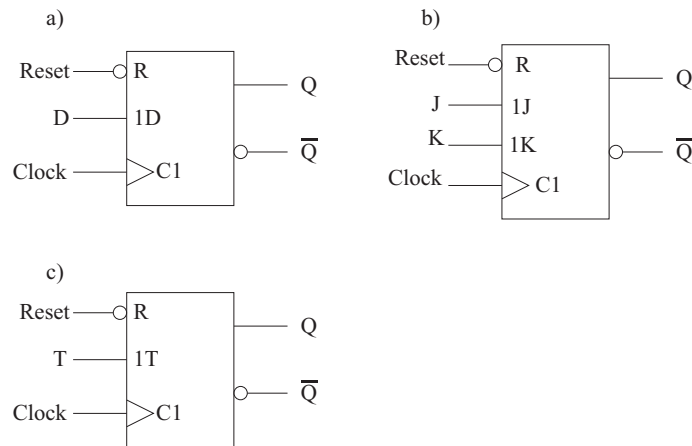 a)
Reset R Q
D 1D
Clock C1 Q̅
b)
Reset R Q
J 1J
K 1K Q̅
Clock C1
c)
Reset R Q
T 1T
Clock C1 Q̅